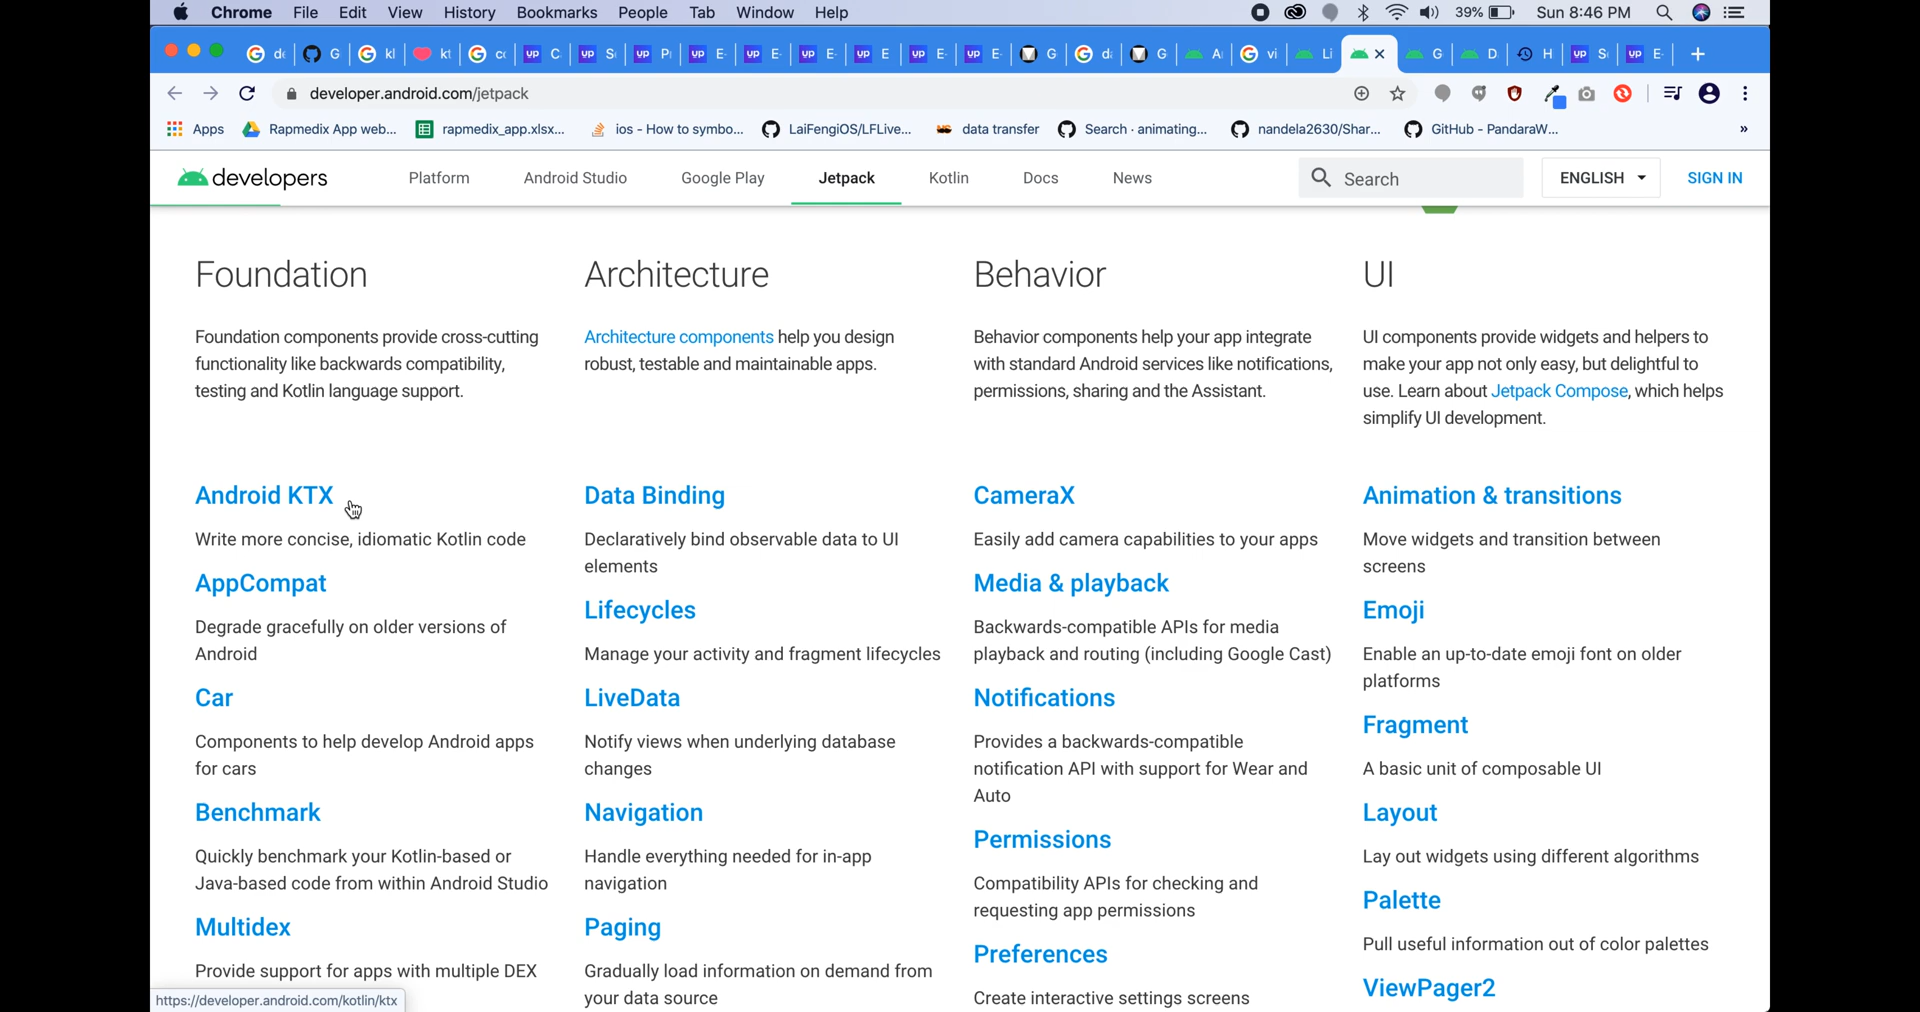 Chrome File Edit View History Bookmarks People Tab Window Help 39% Sun 8:46 PM
de G kl kt co C S P E E E E E E G da G A vi Li G D H S E
developer.android.com/jetpack
Apps Rapmedix App web... rapmedix_app.xlsx... ios - How to symbo... LaiFengiOS/LFLive... data transfer Search · animating... nandela2630/Shar... GitHub - PandaraW... »
developers Platform Android Studio Google Play Jetpack Kotlin Docs News Search ENGLISH SIGN IN
Foundation
Foundation components provide cross-cutting
functionality like backwards compatibility,
testing and Kotlin language support.
Android KTX
Write more concise, idiomatic Kotlin code
AppCompat
Degrade gracefully on older versions of
Android
Car
Components to help develop Android apps
for cars
Benchmark
Quickly benchmark your Kotlin-based or
Java-based code from within Android Studio
Multidex
Provide support for apps with multiple DEX
Architecture
Architecture components help you design
robust, testable and maintainable apps.
Data Binding
Declaratively bind observable data to UI
elements
Lifecycles
Manage your activity and fragment lifecycles
LiveData
Notify views when underlying database
changes
Navigation
Handle everything needed for in-app
navigation
Paging
Gradually load information on demand from
your data source
Behavior
Behavior components help your app integrate
with standard Android services like notifications,
permissions, sharing and the Assistant.
CameraX
Easily add camera capabilities to your apps
Media & playback
Backwards-compatible APIs for media
playback and routing (including Google Cast)
Notifications
Provides a backwards-compatible
notification API with support for Wear and
Auto
Permissions
Compatibility APIs for checking and
requesting app permissions
Preferences
Create interactive settings screens
UI
UI components provide widgets and helpers to
make your app not only easy, but delightful to
use. Learn about Jetpack Compose, which helps
simplify UI development.
Animation & transitions
Move widgets and transition between
screens
Emoji
Enable an up-to-date emoji font on older
platforms
Fragment
A basic unit of composable UI
Layout
Lay out widgets using different algorithms
Palette
Pull useful information out of color palettes
ViewPager2
https://developer.android.com/kotlin/ktx